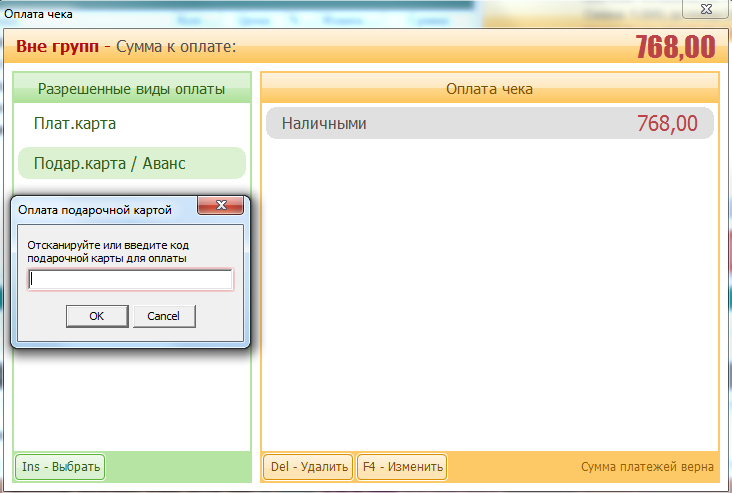 Оплата чека
Вне групп - Сумма к оплате:
768,00
Разрешенные виды оплаты
Плат.карта
Подар.карта / Аванс
Оплата чека
Наличными
768,00
Оплата подарочной картой
Отсканируйте или введите код
подарочной карты для оплаты
OK
Cancel
Ins - Выбрать
Del - Удалить
F4 - Изменить
Сумма платежей верна